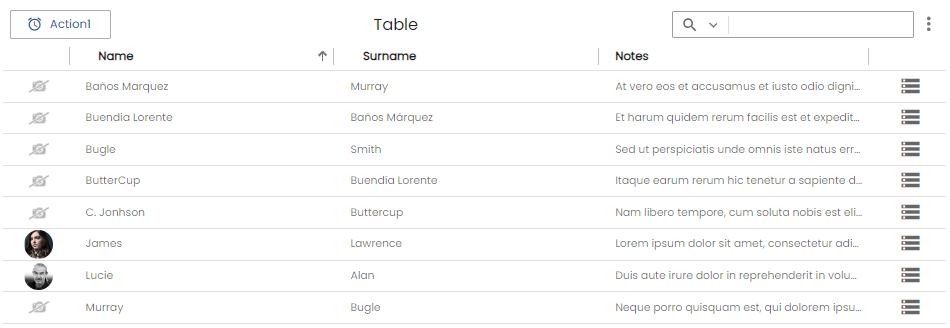 Action1 Table
Name Surname Notes
Baños Marquez Murray At vero eos et accusamus et iusto odio digni...
Buendia Lorente Baños Márquez Et harum quidem rerum facilis est et expedit...
Bugle Smith Sed ut perspiciatis unde omnis iste natus err...
ButterCup Buendia Lorente Itaque earum rerum hic tenetur a sapiente d...
C. Jonhson Buttercup Nam libero tempore, cum soluta nobis est eli...
James Lawrence Lorem ipsum dolor sit amet, consectetur adi...
Lucie Alan Duis aute irure dolor in reprehenderit in volu...
Murray Bugle Neque porro quisquam est, qui dolorem ipsu...